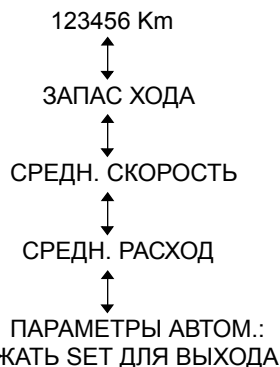 123456 Km
ЗАПАС ХОДА
СРЕДН. СКОРОСТЬ
СРЕДН. РАСХОД
ПАРАМЕТРЫ АВТОМ.:
SET ДЛЯ ВЫХОДА